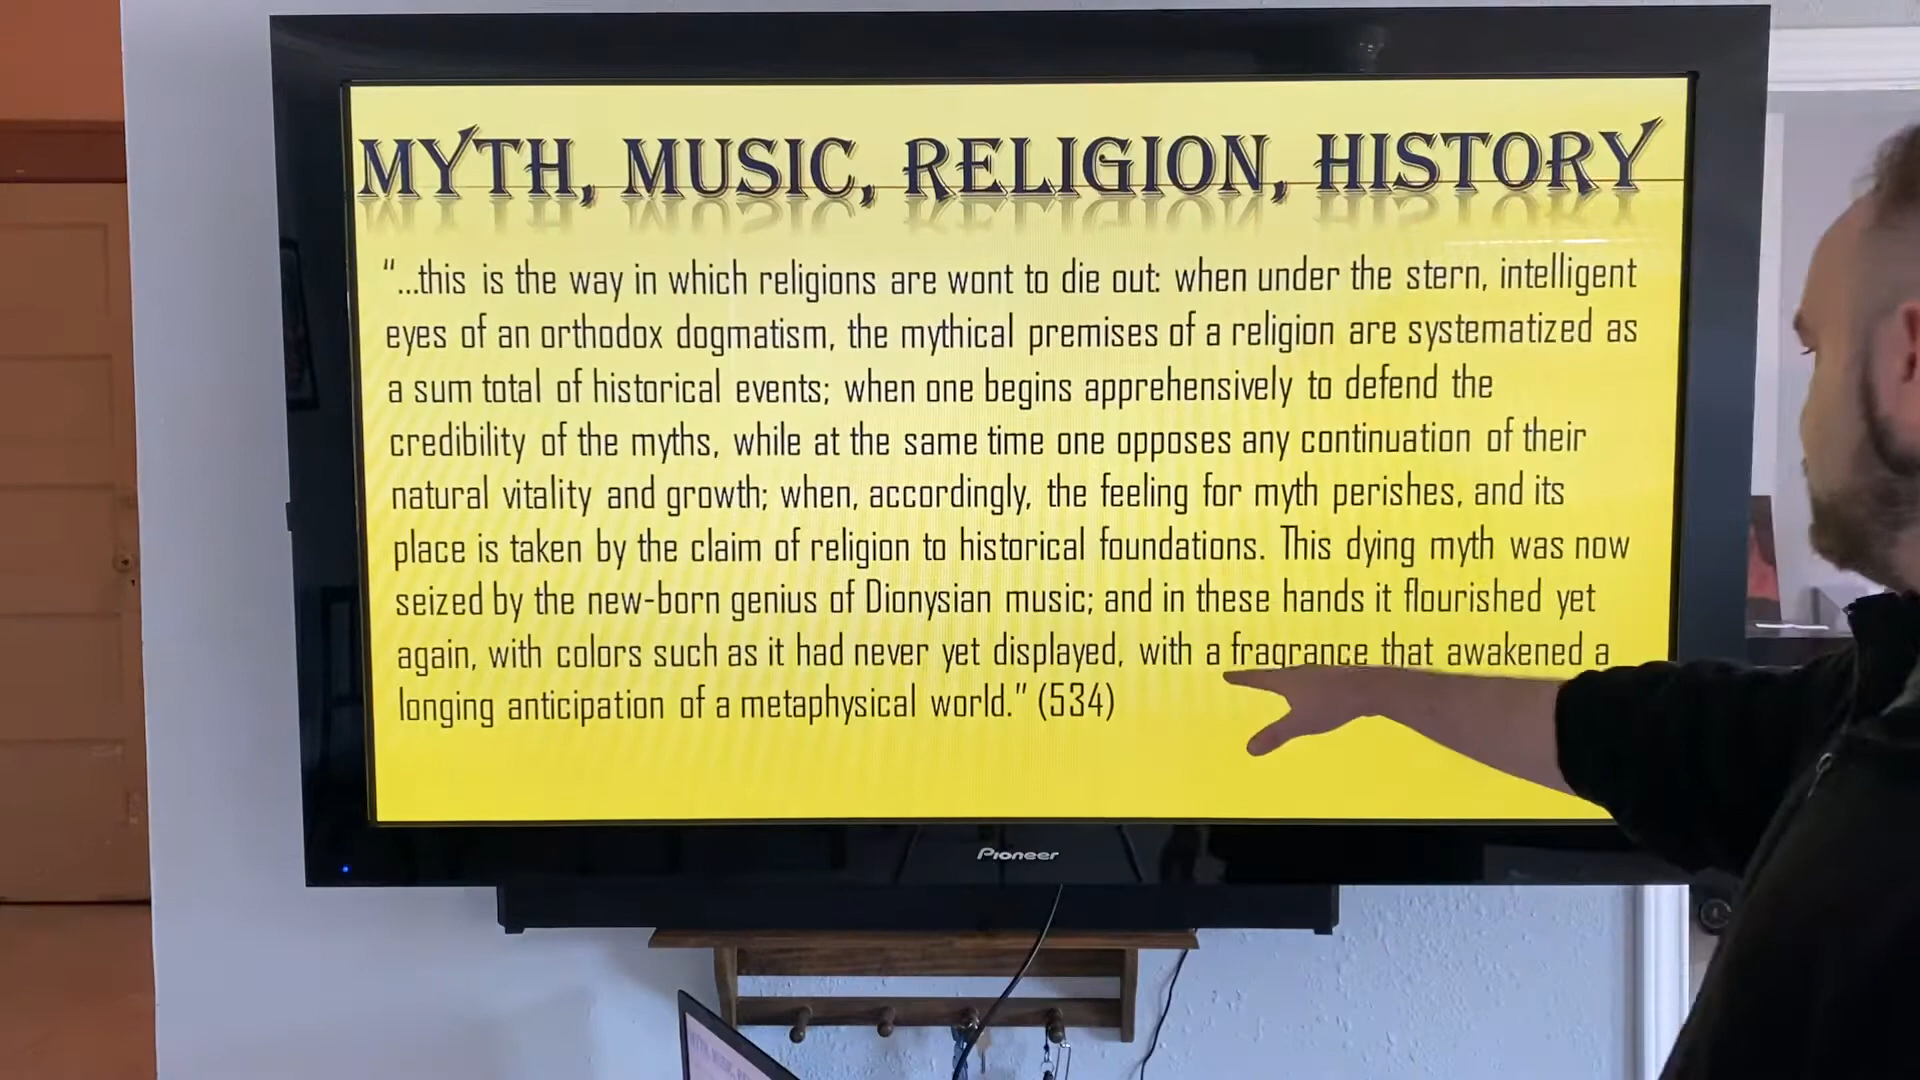 MYTH, MUSIC, RELIGION, HISTORY
“...this is the way in which religions are wont to die out: when under the stern, intelligent
eyes of an orthodox dogmatism, the mythical premises of a religion are systematized as
a sum total of historical events; when one begins apprehensively to defend the
credibility of the myths, while at the same time one opposes any continuation of their
natural vitality and growth; when, accordingly, the feeling for myth perishes, and its
place is taken by the claim of religion to historical foundations. This dying myth was now
seized by the new-born genius of Dionysian music; and in these hands it flourished yet
again, with colors such as it had never yet displayed, with a fragrance that awakened a
longing anticipation of a metaphysical world.” (534)
Pioneer